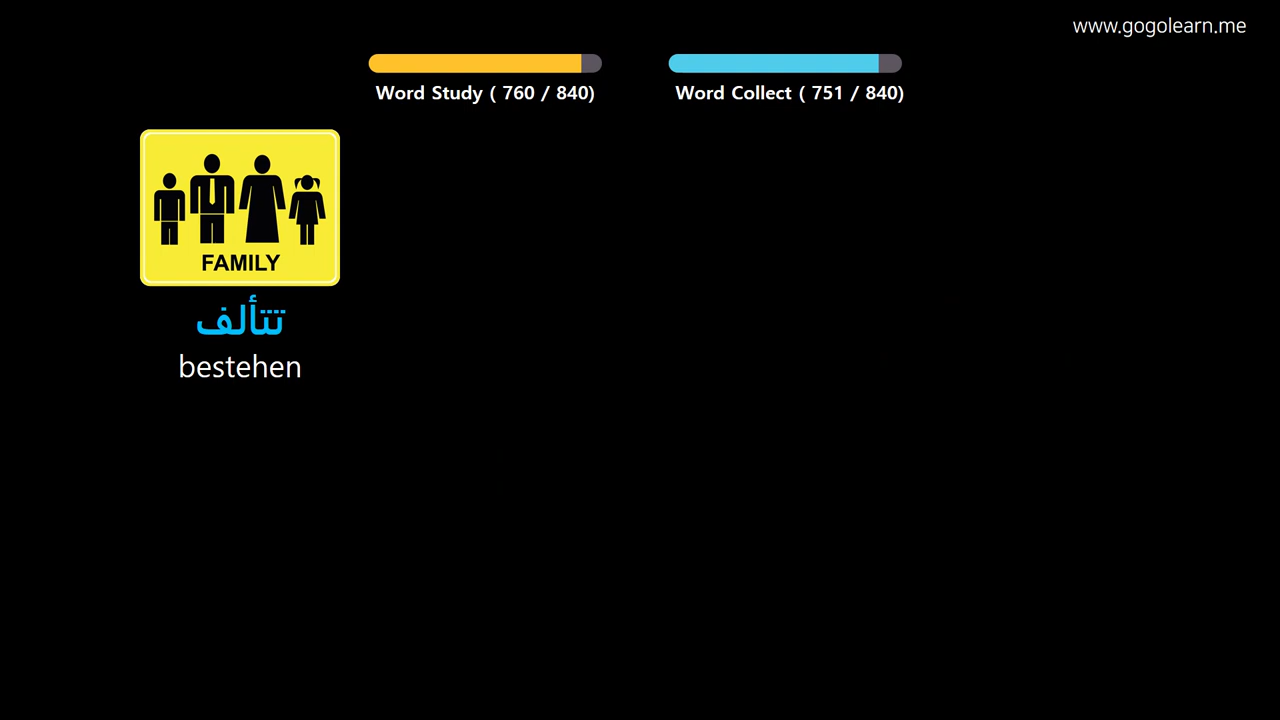 www.gogolearn.me
Word Study ( 760 / 840)
Word Collect ( 751 / 840)
FAMILY
تتألف
bestehen